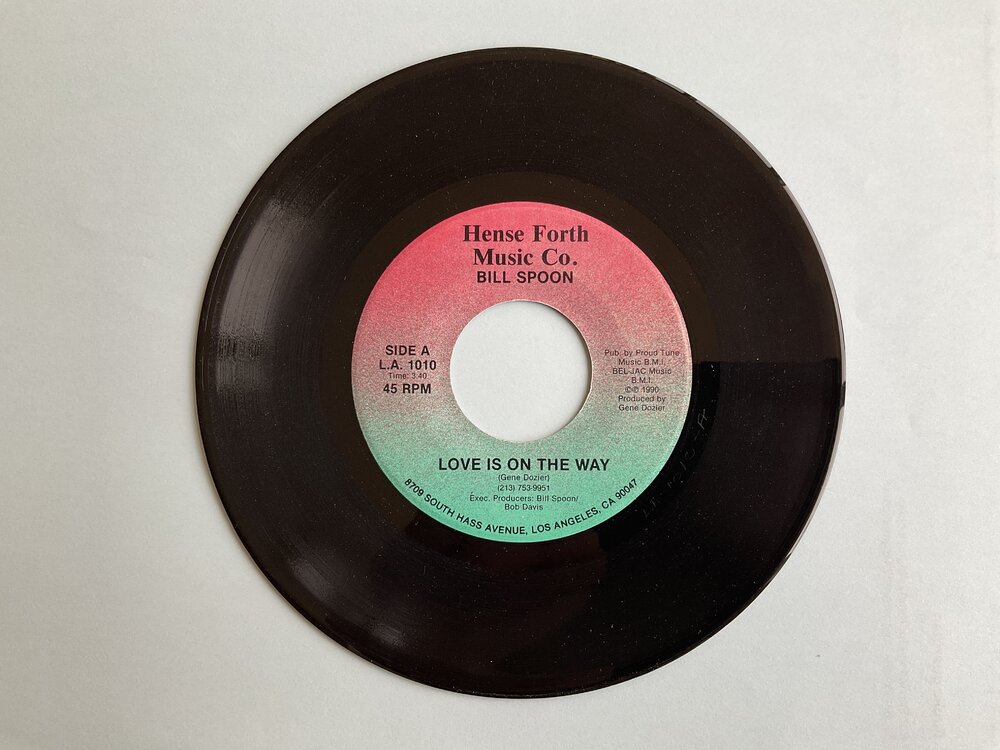 Hense Forth
Music Co.
BILL SPOON
SIDE A
L.A. 1010
Time: 3:40
45 RPM
Pub. by Proud Tune
Music B.M.I.
BEL-JAC Music
B.M.I.
©℗ 1990
Produced by
Gene Dozier
LOVE IS ON THE WAY
(Gene Dozier)
(213) 753-9951
Exec. Producers: Bill Spoon/
Bob Davis
8709 SOUTH HASS AVENUE, LOS ANGELES, CA 90047